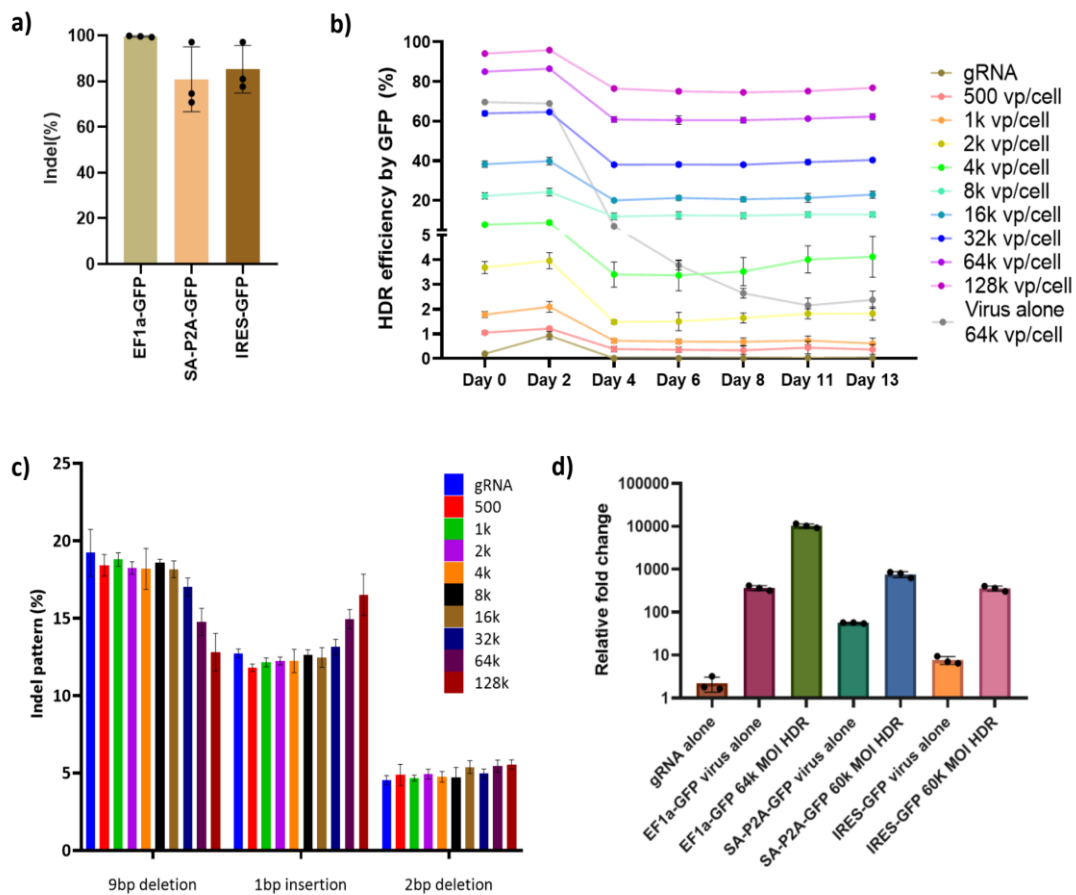 a)
Indel(%)
100
80
60
40
20
0
EF1a-GFP
SA-P2A-GFP
IRES-GFP
b)
HDR efficiency by GFP (%)
100
80
60
40
20
5
4
3
2
1
0
Day 0 Day 2 Day 4 Day 6 Day 8 Day 11 Day 13
gRNA
500 vp/cell
1k vp/cell
2k vp/cell
4k vp/cell
8k vp/cell
16k vp/cell
32k vp/cell
64k vp/cell
128k vp/cell
Virus alone
64k vp/cell
c)
Indel pattern (%)
25
20
15
10
5
0
9bp deletion 1bp insertion 2bp deletion
gRNA
500
1k
2k
4k
8k
16k
32k
64k
128k
d)
Relative fold change
100000
10000
1000
100
10
1
gRNA alone
EF1a-GFP virus alone
EF1a-GFP 64k MOI HDR
SA-P2A-GFP virus alone
SA-P2A-GFP 60k MOI HDR
IRES-GFP virus alone
IRES-GFP 60K MOI HDR